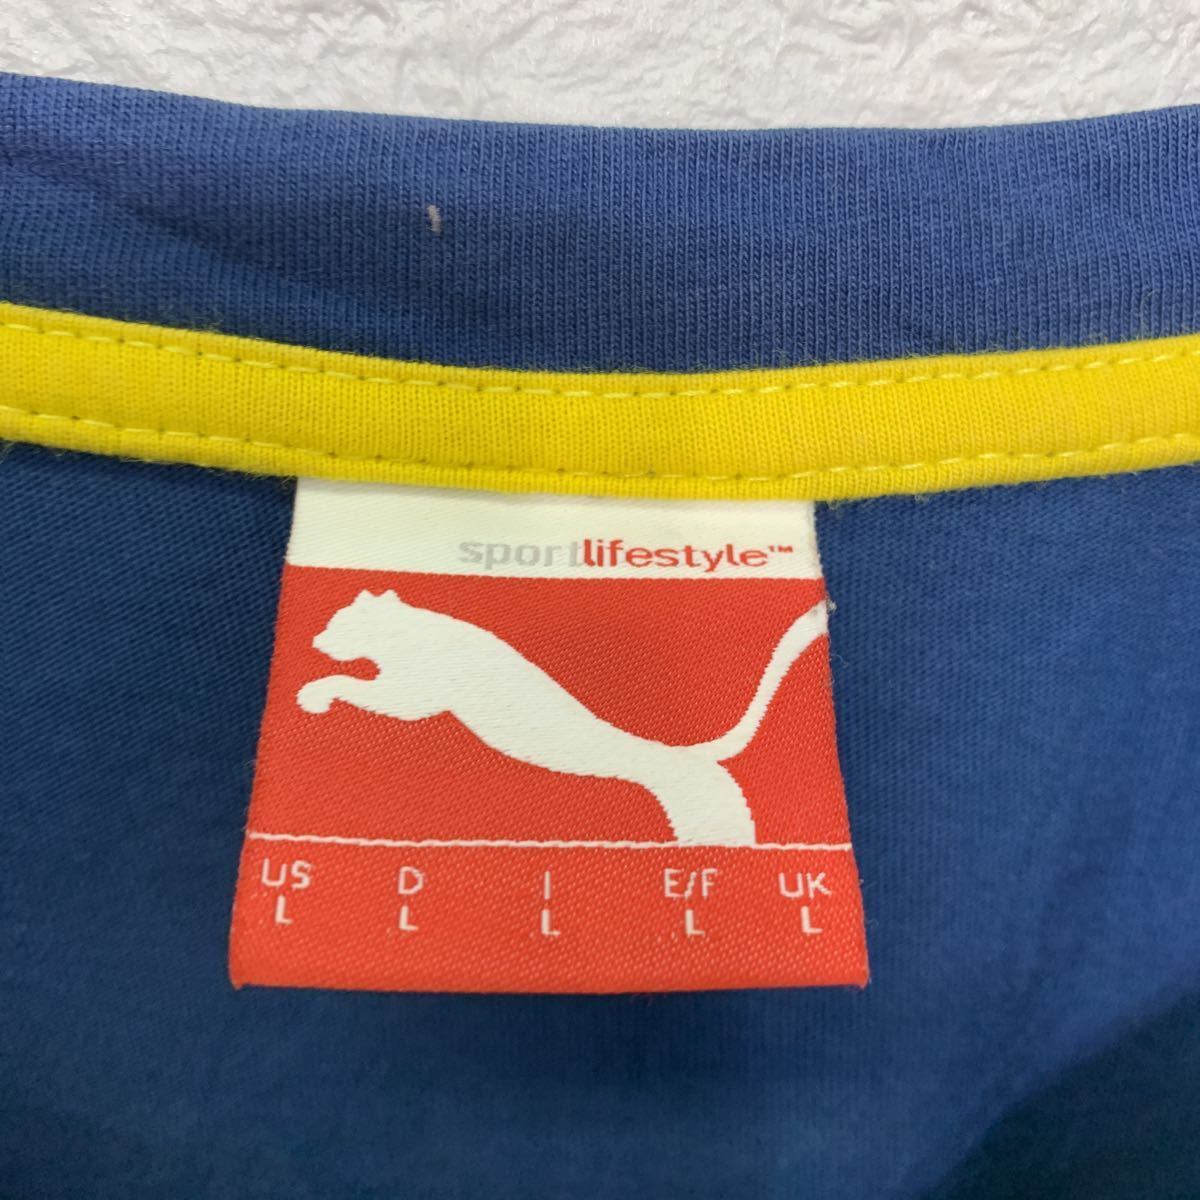 sportlifestyle™
US D I E/F UK
L L L L L